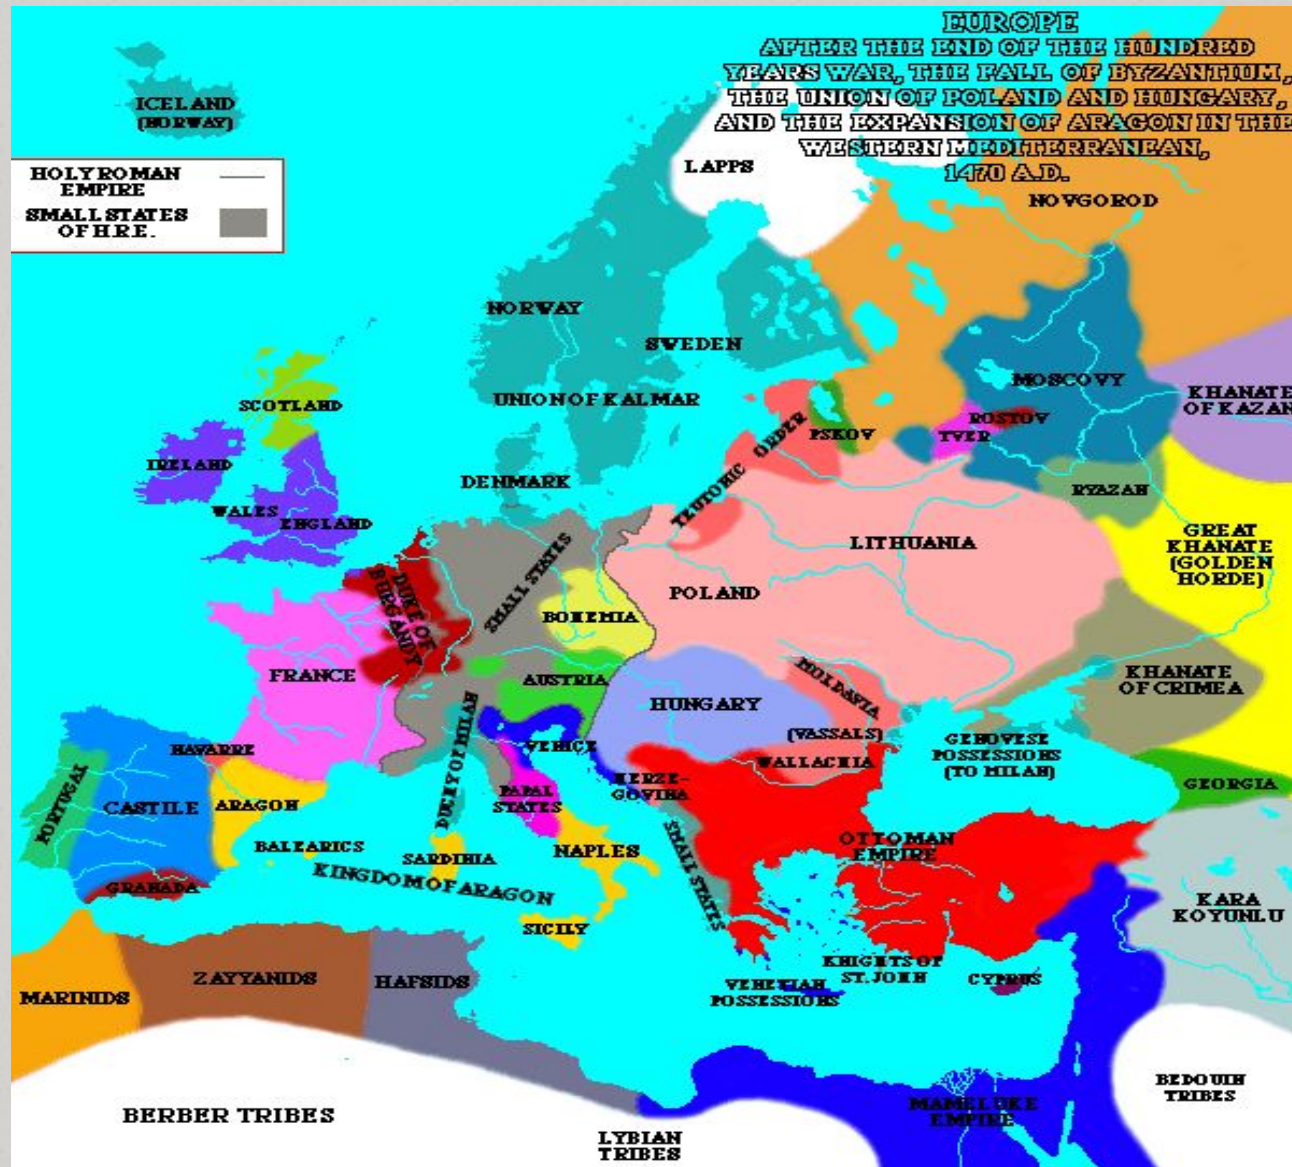 EUROPE
AFTER THE END OF THE HUNDRED
YEARS WAR, THE FALL OF BYZANTIUM,
THE UNION OF POLAND AND HUNGARY,
AND THE EXPANSION OF ARAGON IN THE
WESTERN MEDITERRANEAN,
1470 A.D.
ICELAND
(NORWAY)
HOLY ROMAN
EMPIRE
SMALL STATES
OF H.R.E.
LAPPS
NOVGOROD
NORWAY
SWEDEN
UNION OF KALMAR
MOSCOVY
KHANATE
OF KAZAN
SCOTLAND
ROSTOV
TVER
PSKOV
TEUTONIC ORDER
IRELAND
WALES
ENGLAND
DENMARK
RYAZAN
LITHUANIA
GREAT
KHANATE
(GOLDEN
HORDE)
SMALL STATES
DUKE OF
BURGANDY
BOHEMIA
POLAND
FRANCE
AUSTRIA
HUNGARY
MOLDAVIA
(VASSALS)
WALLACHIA
KHANATE
OF CRIMEA
GENOVESE
POSSESSIONS
(TO MILAN)
GEORGIA
NAVARRE
PORTUGAL
CASTILE
ARAGON
DUCHY OF MILAN
VENICE
PAPAL
STATES
HERZE-
GOVINA
SMALL STATES
OTTOMAN
EMPIRE
BALEARICS
SARDINIA
NAPLES
KINGDOM OF ARAGON
GRANADA
SICILY
KARA
KOYUNLU
MARINIDS
ZAYYANIDS
HAFSIDS
VENETIAN
POSSESSIONS
KNIGHTS OF
ST. JOHN
CYPRUS
BERBER TRIBES
LYBIAN
TRIBES
MAMELUKE
EMPIRE
BEDOUIN
TRIBES